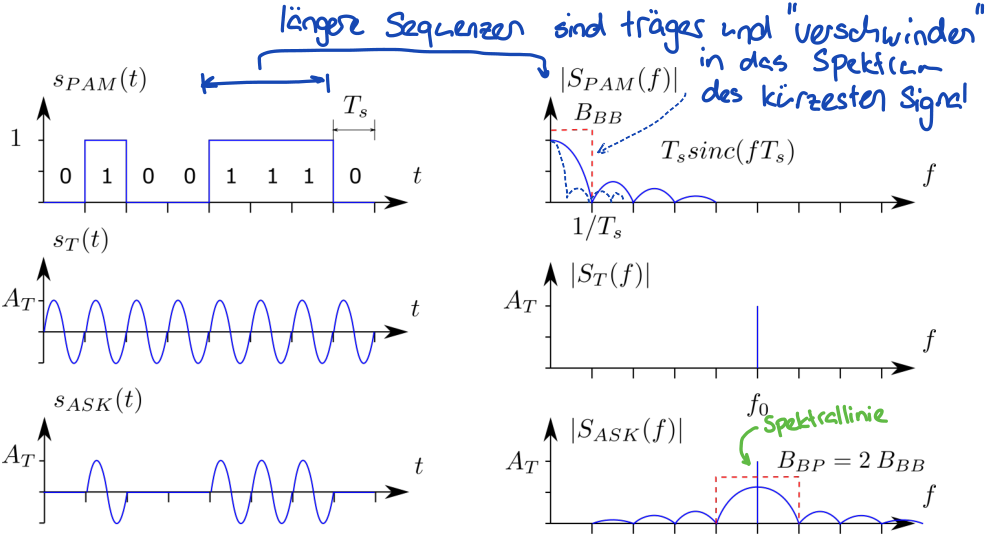 längere Sequenzen sind träger und "verschwinden"
in das Spektrum
des kürzesten Signal
s_{PAM}(t)
T_s
1
0 1 0 0 1 1 1 0
t
|S_{PAM}(f)|
B_{BB}
T_s sinc(fT_s)
f
1/T_s
s_T(t)
A_T
t
|S_T(f)|
A_T
f
f_0
s_{ASK}(t)
A_T
t
|S_{ASK}(f)|
Spektrallinie
A_T
B_{BP} = 2 B_{BB}
f